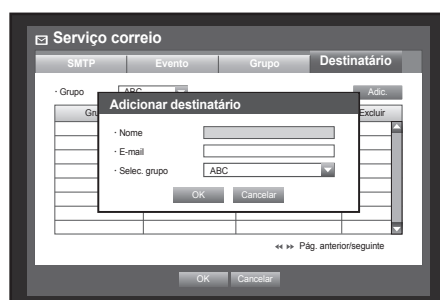 Serviço correio
SMTP Evento Grupo Destinatário
· Grupo ABC Adic.
Excluir
Adicionar destinatário
· Nome
· E-mail
· Selec. grupo ABC
OK Cancelar
Pág. anterior/seguinte
OK Cancelar